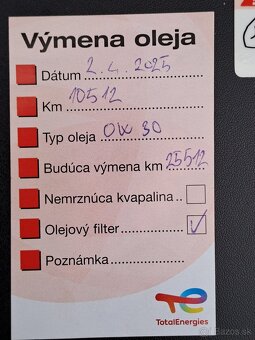 Výmena oleja
Dátum 2.4.2025
Km 10512
Typ oleja OW 30
Budúca výmena km 25512
Nemrznúca kvapalina
Olejový filter ✓
Poznámka
TotalEnergies